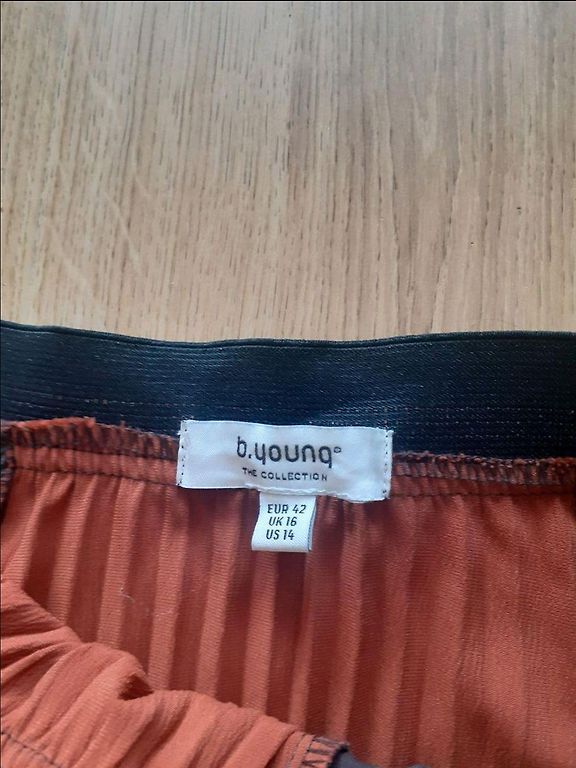 b.young®
THE COLLECTION
EUR 42
UK 16
US 14